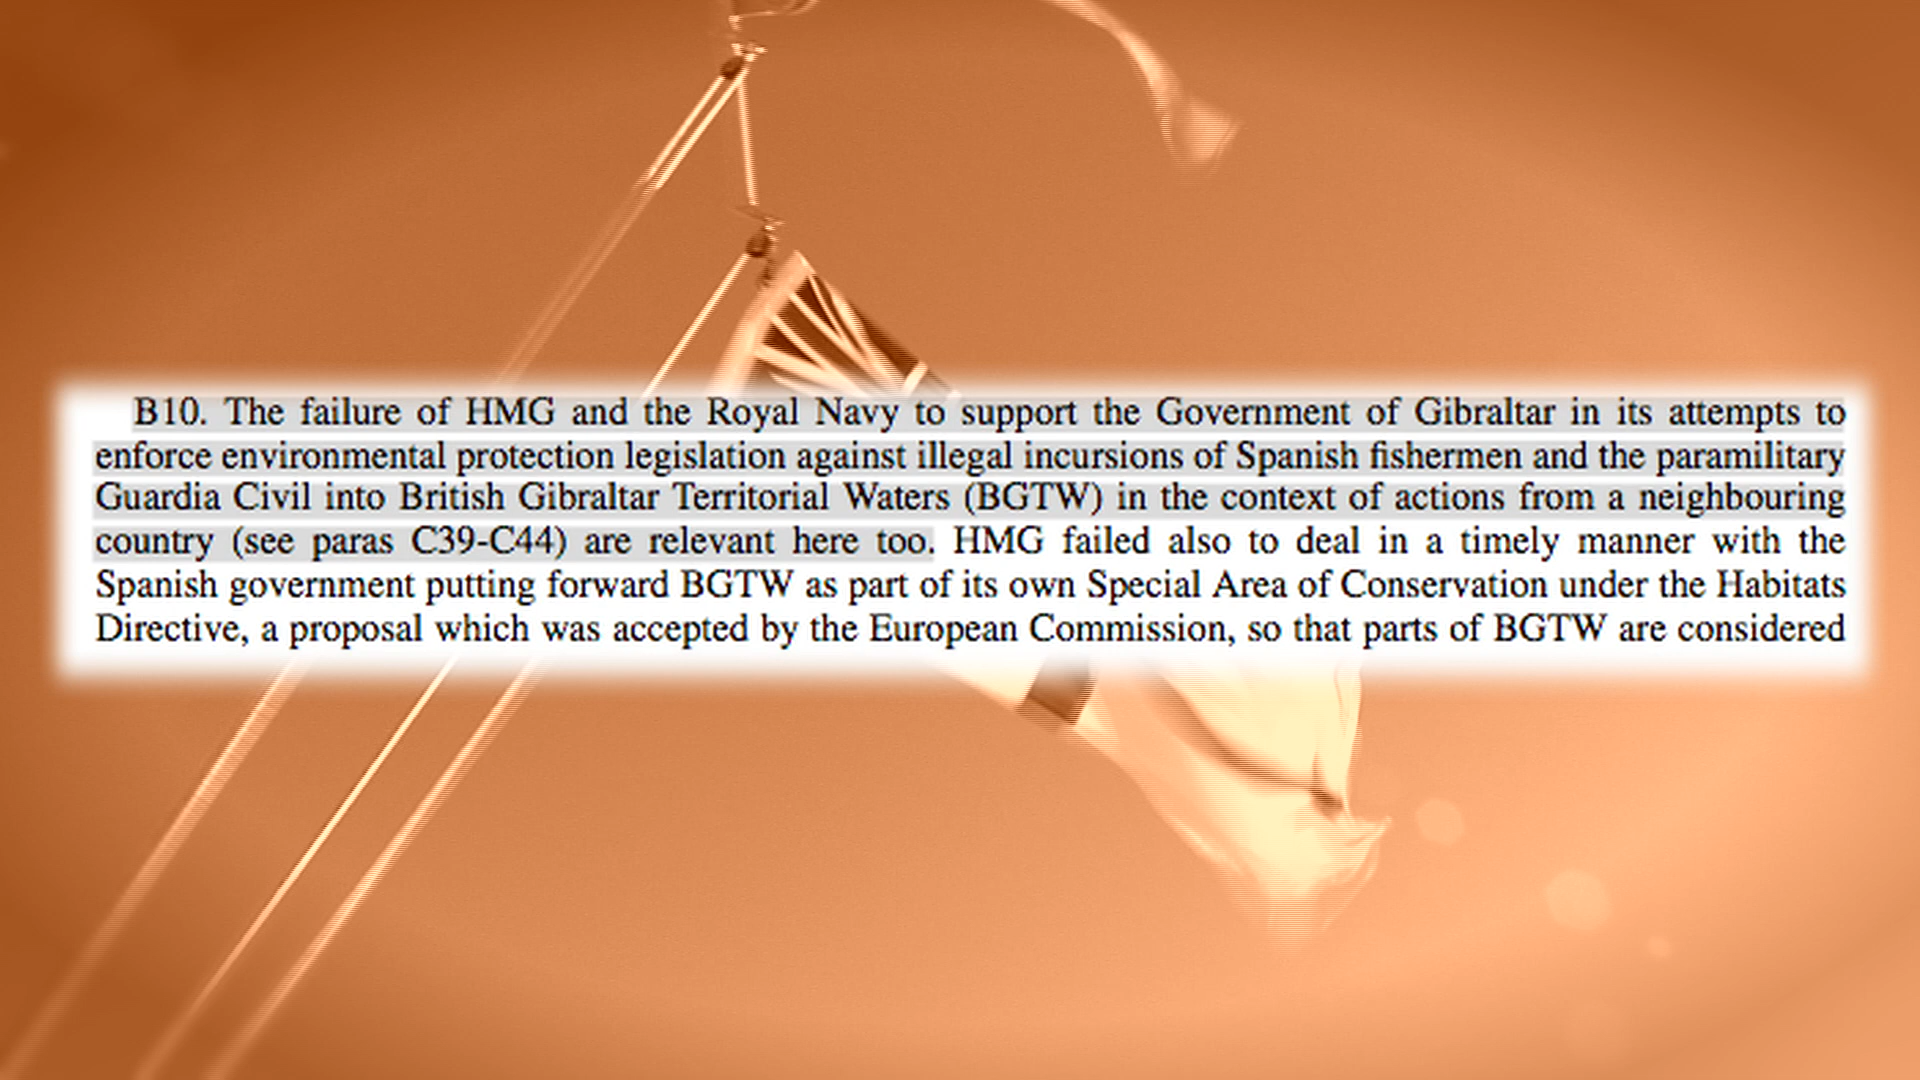 B10. The failure of HMG and the Royal Navy to support the Government of Gibraltar in its attempts to
enforce environmental protection legislation against illegal incursions of Spanish fishermen and the paramilitary
Guardia Civil into British Gibraltar Territorial Waters (BGTW) in the context of actions from a neighbouring
country (see paras C39-C44) are relevant here too. HMG failed also to deal in a timely manner with the
Spanish government putting forward BGTW as part of its own Special Area of Conservation under the Habitats
Directive, a proposal which was accepted by the European Commission, so that parts of BGTW are considered